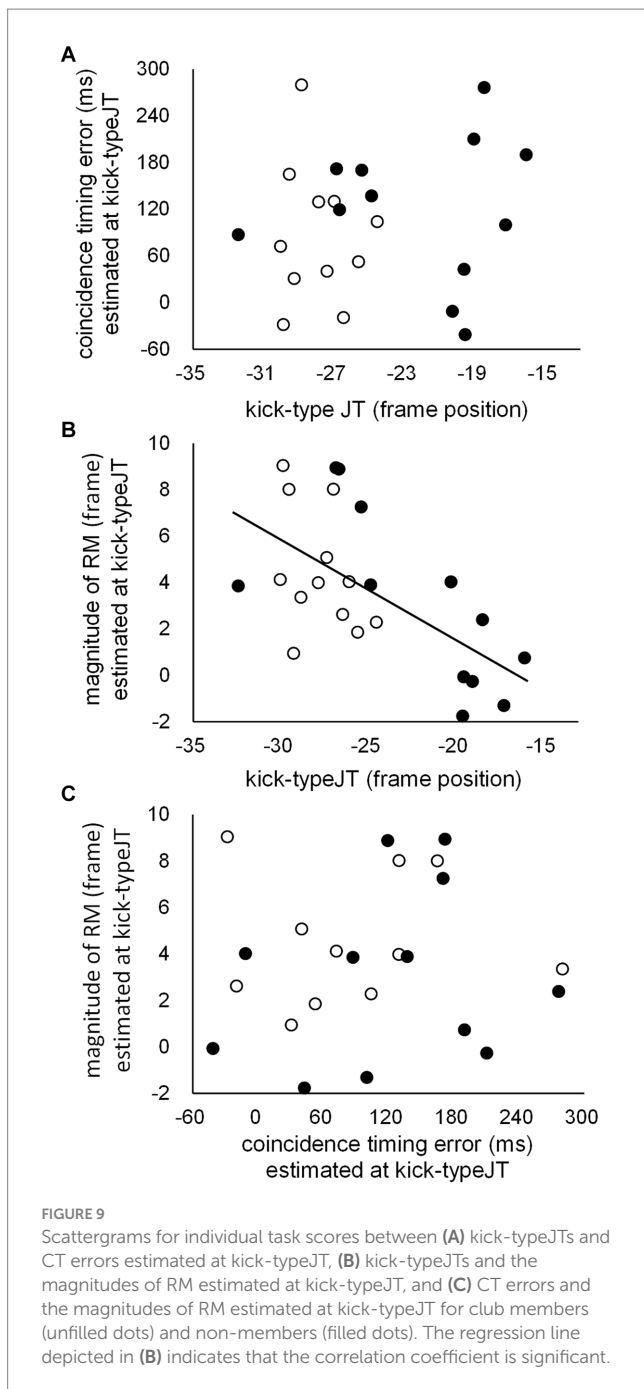 A
coincidence timing error (ms)
estimated at kick-typeJT
300
240
180
120
60
0
-60
-35 -31 -27 -23 -19 -15
kick-type JT (frame position)
B
magnitude of RM (frame)
estimated at kick-typeJT
10
8
6
4
2
0
-2
-35 -30 -25 -20 -15
kick-typeJT (frame position)
C
magnitude of RM (frame)
estimated at kick-typeJT
10
8
6
4
2
0
-2
-60 0 60 120 180 240 300
coincidence timing error (ms)
estimated at kick-typeJT
FIGURE 9
Scattergrams for individual task scores between (A) kick-typeJTs and
CT errors estimated at kick-typeJT, (B) kick-typeJTs and the
magnitudes of RM estimated at kick-typeJT, and (C) CT errors and
the magnitudes of RM estimated at kick-typeJT for club members
(unfilled dots) and non-members (filled dots). The regression line
depicted in (B) indicates that the correlation coefficient is significant.